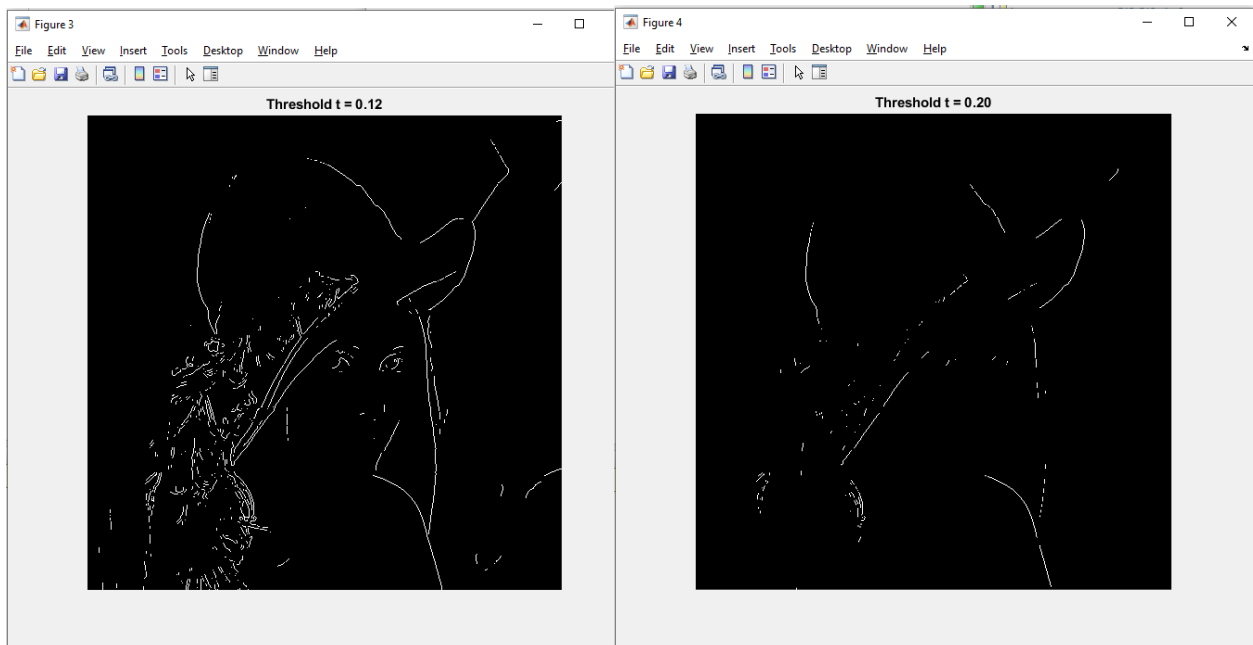 Figure 3
File Edit View Insert Tools Desktop Window Help
Threshold t = 0.12
Figure 4
File Edit View Insert Tools Desktop Window Help
Threshold t = 0.20